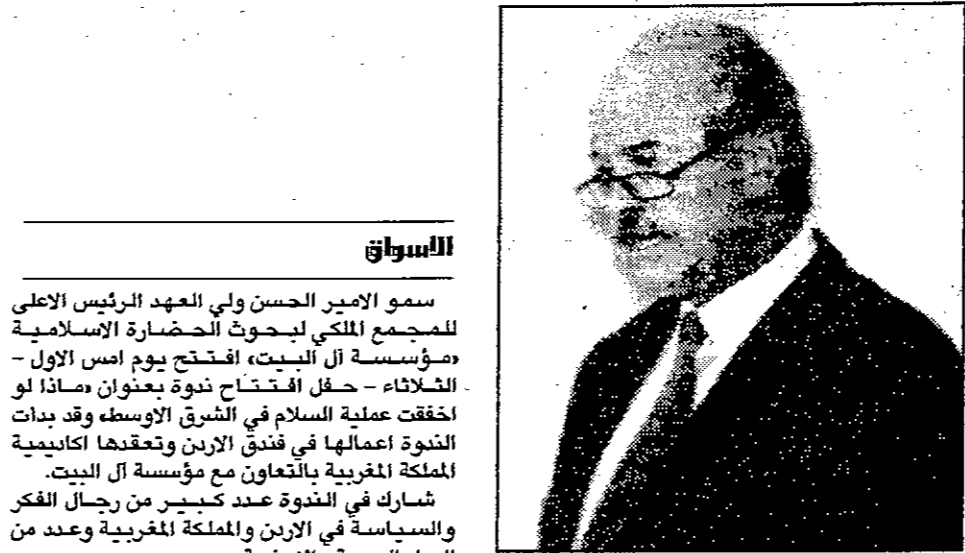 الاسواق
سمو الامير الحسن ولي العهد الرئيس الاعلى
للمجمع الملكي لبحوث الحضارة الاسلامية
«مؤسسة آل البيت» افتتح يوم امس الاول –
الثلاثاء – حفل افتتاح ندوة بعنوان «ماذا لو
اخفقت عملية السلام في الشرق الاوسط» وقد بدات
الندوة اعمالها في فندق الاردن وتعقدها اكاديمية
المملكة المغربية بالتعاون مع مؤسسة آل البيت.
شارك في الندوة عدد كبير من رجال الفكر
والسياسة في الاردن والمملكة المغربية وعدد من